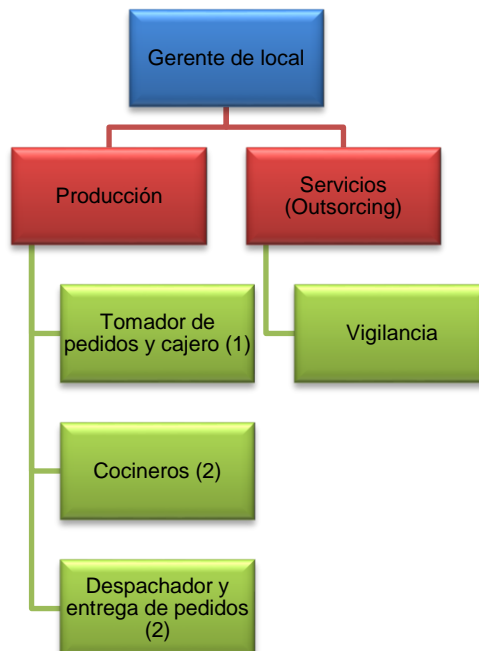 Gerente de local
Producción
Servicios
(Outsorcing)
Tomador de
pedidos y cajero (1)
Vigilancia
Cocineros (2)
Despachador y
entrega de pedidos
(2)